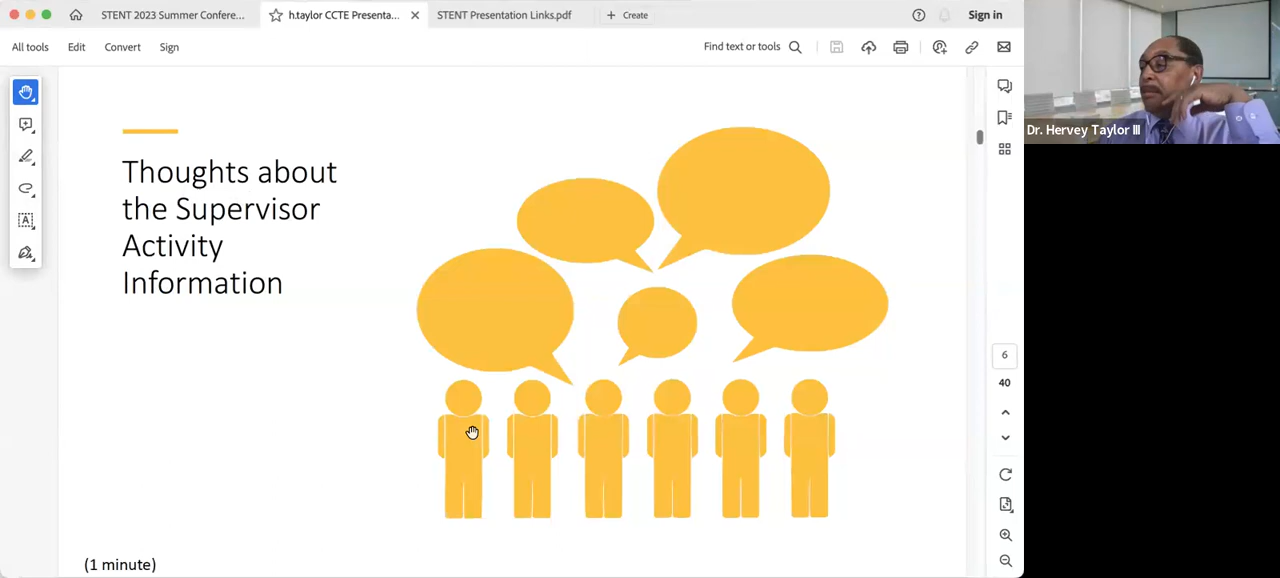 STENT 2023 Summer Confere...
h.taylor CCTE Presenta...
STENT Presentation Links.pdf
Create
Sign in
All tools
Edit
Convert
Sign
Find text or tools
Dr. Hervey Taylor III
Thoughts about
the Supervisor
Activity
Information
6
40
(1 minute)